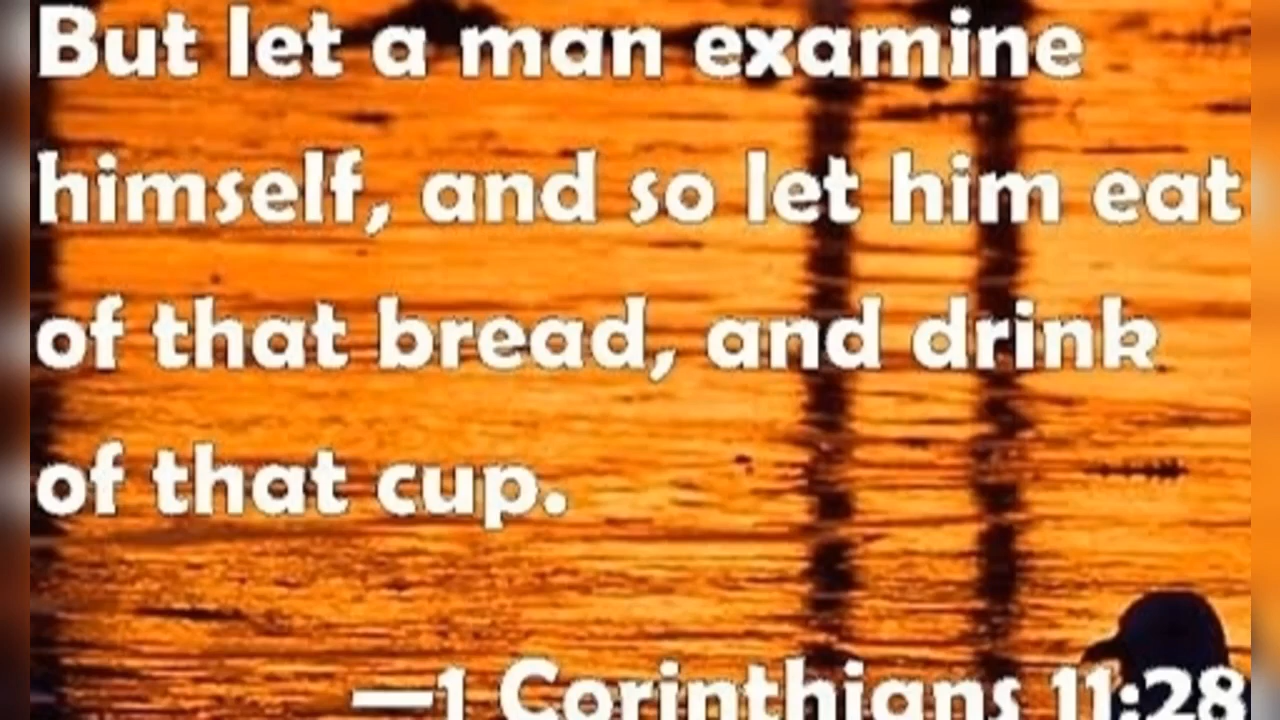 But let a man examine
himself, and so let him eat
of that bread, and drink
of that cup.
—1 Corinthians 11:28